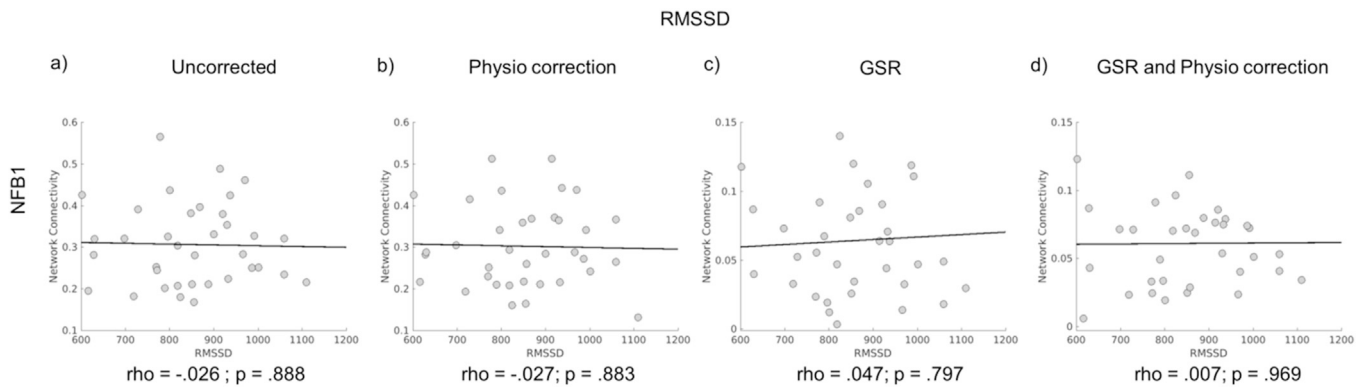 RMSSD
a) Uncorrected
b) Physio correction
c) GSR
d) GSR and Physio correction
NFB1
Network Connectivity
0.6
0.5
0.4
0.3
0.2
0.1
600 700 800 900 1000 1100 1200
RMSSD
rho = -.026 ; p = .888
Network Connectivity
0.6
0.5
0.4
0.3
0.2
0.1
600 700 800 900 1000 1100 1200
RMSSD
rho = -.027; p = .883
Network Connectivity
0.15
0.1
0.05
0
600 700 800 900 1000 1100 1200
RMSSD
rho = .047; p = .797
Network Connectivity
0.15
0.1
0.05
0
600 700 800 900 1000 1100 1200
RMSSD
rho = .007; p = .969